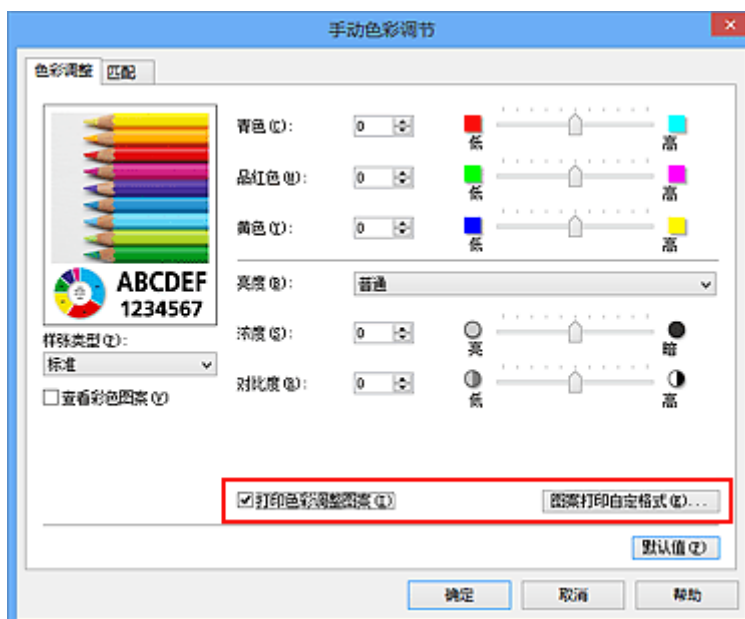 手动色彩调节
色彩调整 匹配
青色(C): 0 低 高
品红色(M): 0 低 高
黄色(Y): 0 低 高
ABCDEF
1234567
亮度(B): 普通
样张类型(Z):
标准
浓度(S): 0 亮 暗
查看彩色图案(V)
对比度(R): 0 低 高
打印色彩调整图案(I) 图案打印自定格式(E)...
默认值(F)
确定 取消 帮助